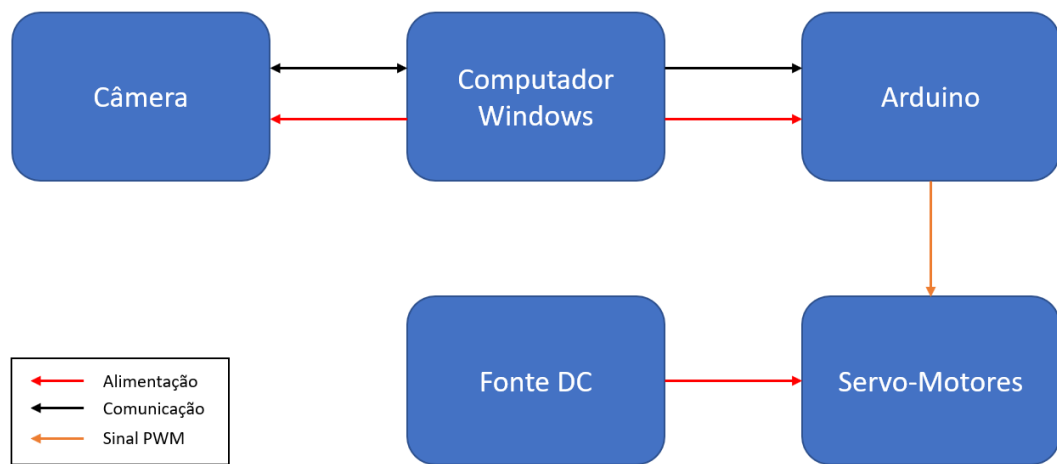 Câmera
Computador
Windows
Arduino
Fonte DC
Servo-Motores
Alimentação
Comunicação
Sinal PWM